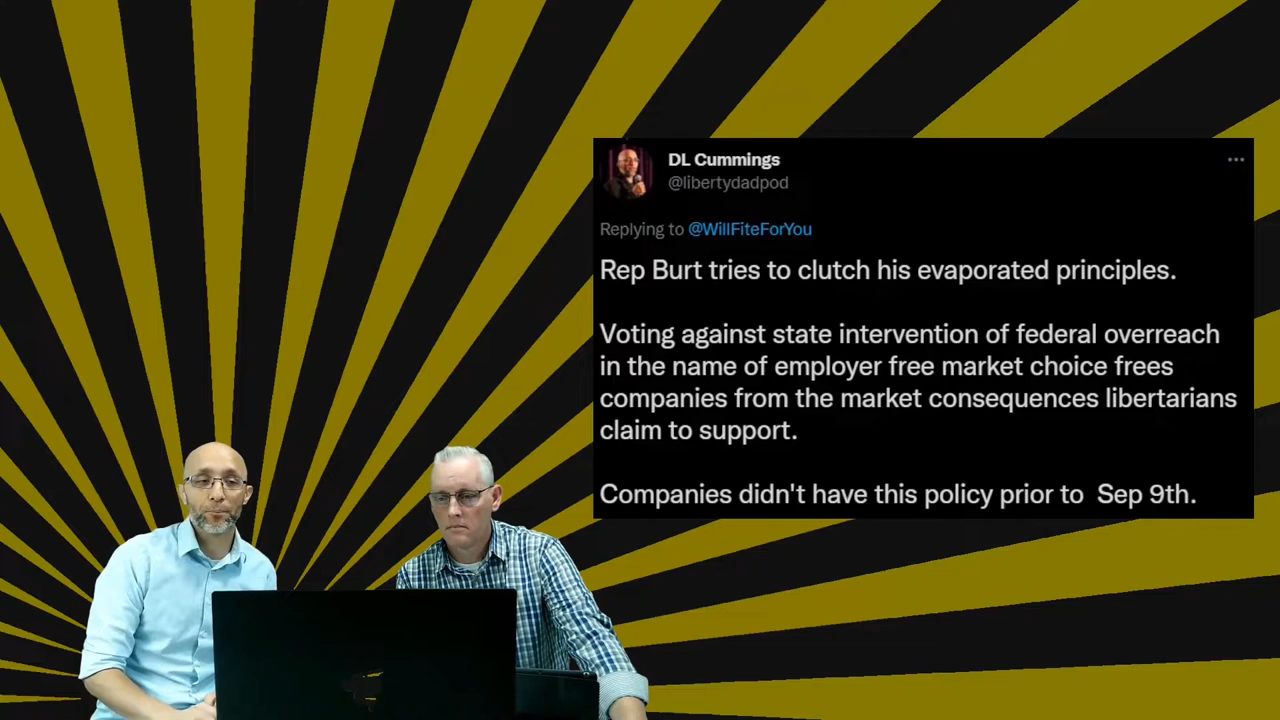 DL Cummings
@libertydadpod
Replying to @WillFiteForYou
Rep Burt tries to clutch his evaporated principles.
Voting against state intervention of federal overreach
in the name of employer free market choice frees
companies from the market consequences libertarians
claim to support.
Companies didn't have this policy prior to  Sep 9th.